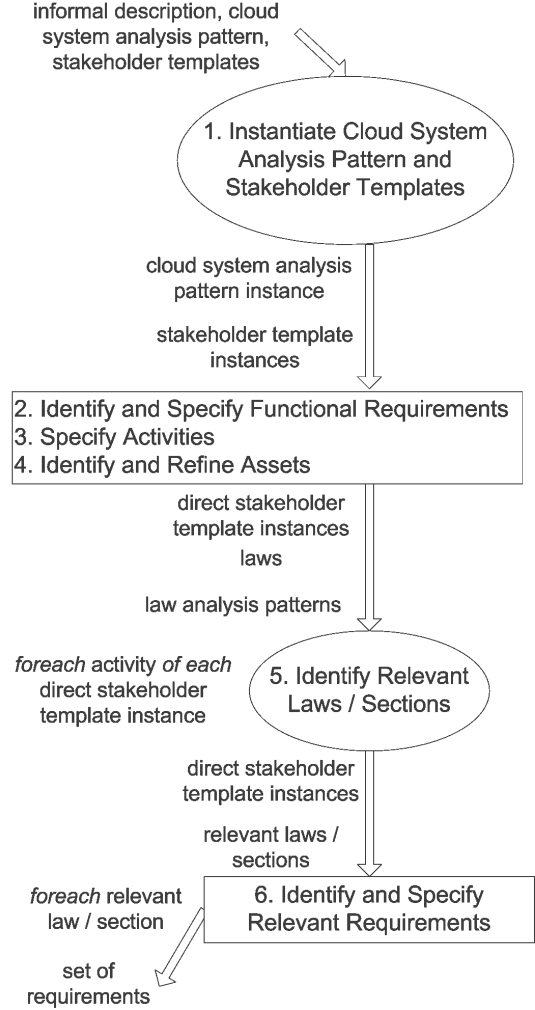 informal description, cloud
system analysis pattern,
stakeholder templates
1. Instantiate Cloud System
Analysis Pattern and
Stakeholder Templates
cloud system analysis
pattern instance
stakeholder template
instances
2. Identify and Specify Functional Requirements
3. Specify Activities
4. Identify and Refine Assets
direct stakeholder
template instances
laws
law analysis patterns
foreach activity of each
direct stakeholder
template instance
5. Identify Relevant
Laws / Sections
direct stakeholder
template instances
relevant laws /
sections
foreach relevant
law / section
6. Identify and Specify
Relevant Requirements
set of
requirements